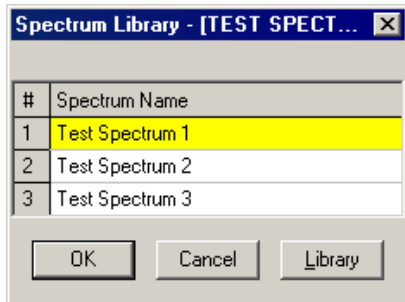 Spectrum Library - [TEST SPECT...
# Spectrum Name
1 Test Spectrum 1
2 Test Spectrum 2
3 Test Spectrum 3
OK Cancel Library